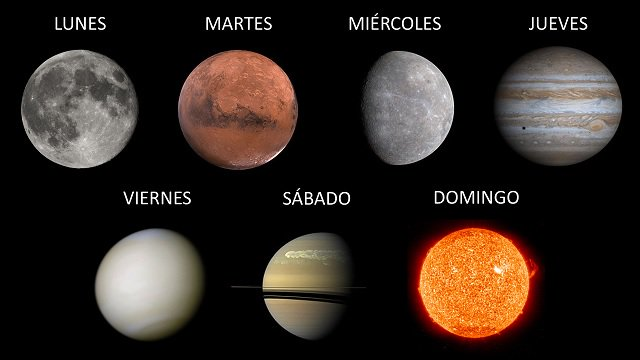 LUNES MARTES MIÉRCOLES JUEVES
VIERNES SÁBADO DOMINGO